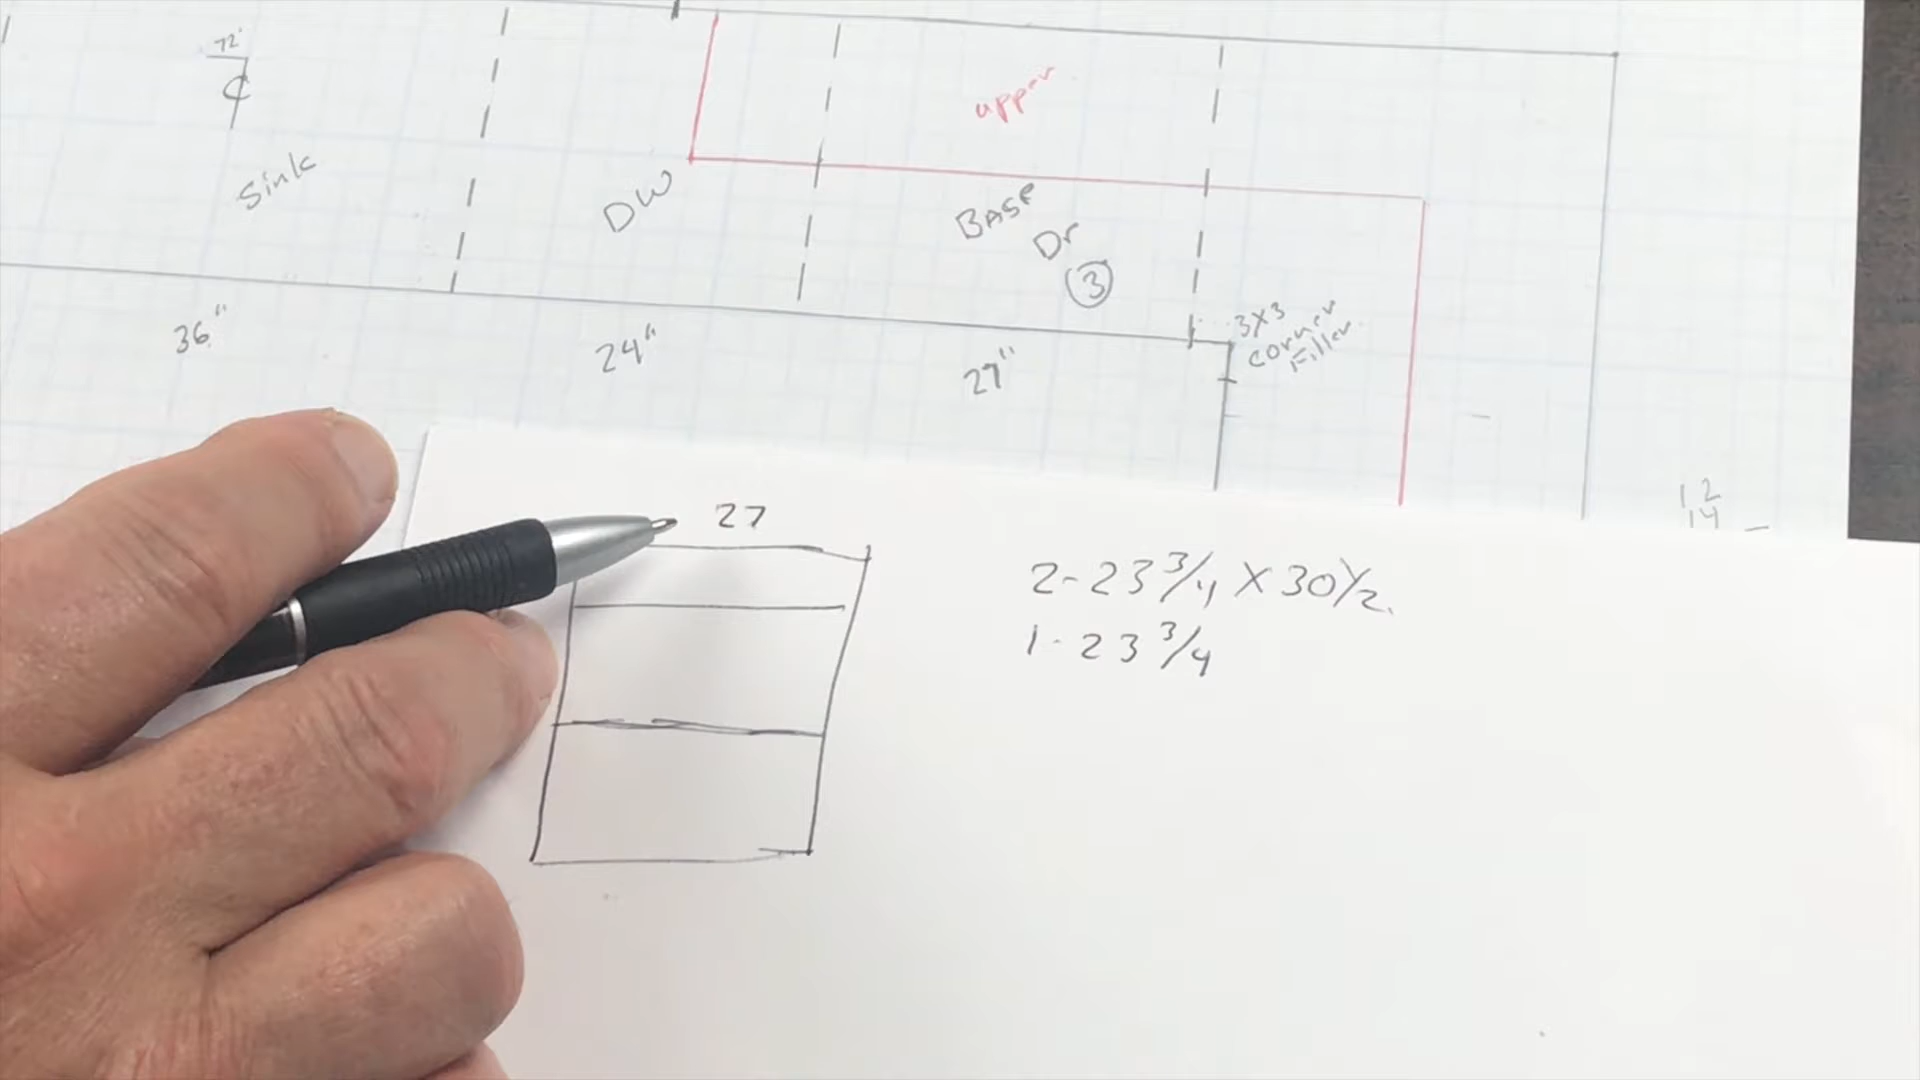 72"
℄
Sink
DW
upper
BASE
Dr
3
36"
24"
27"
3x3
corner
Filler
12
14
27
2-23 3/4 X 30 1/2
1-23 3/4